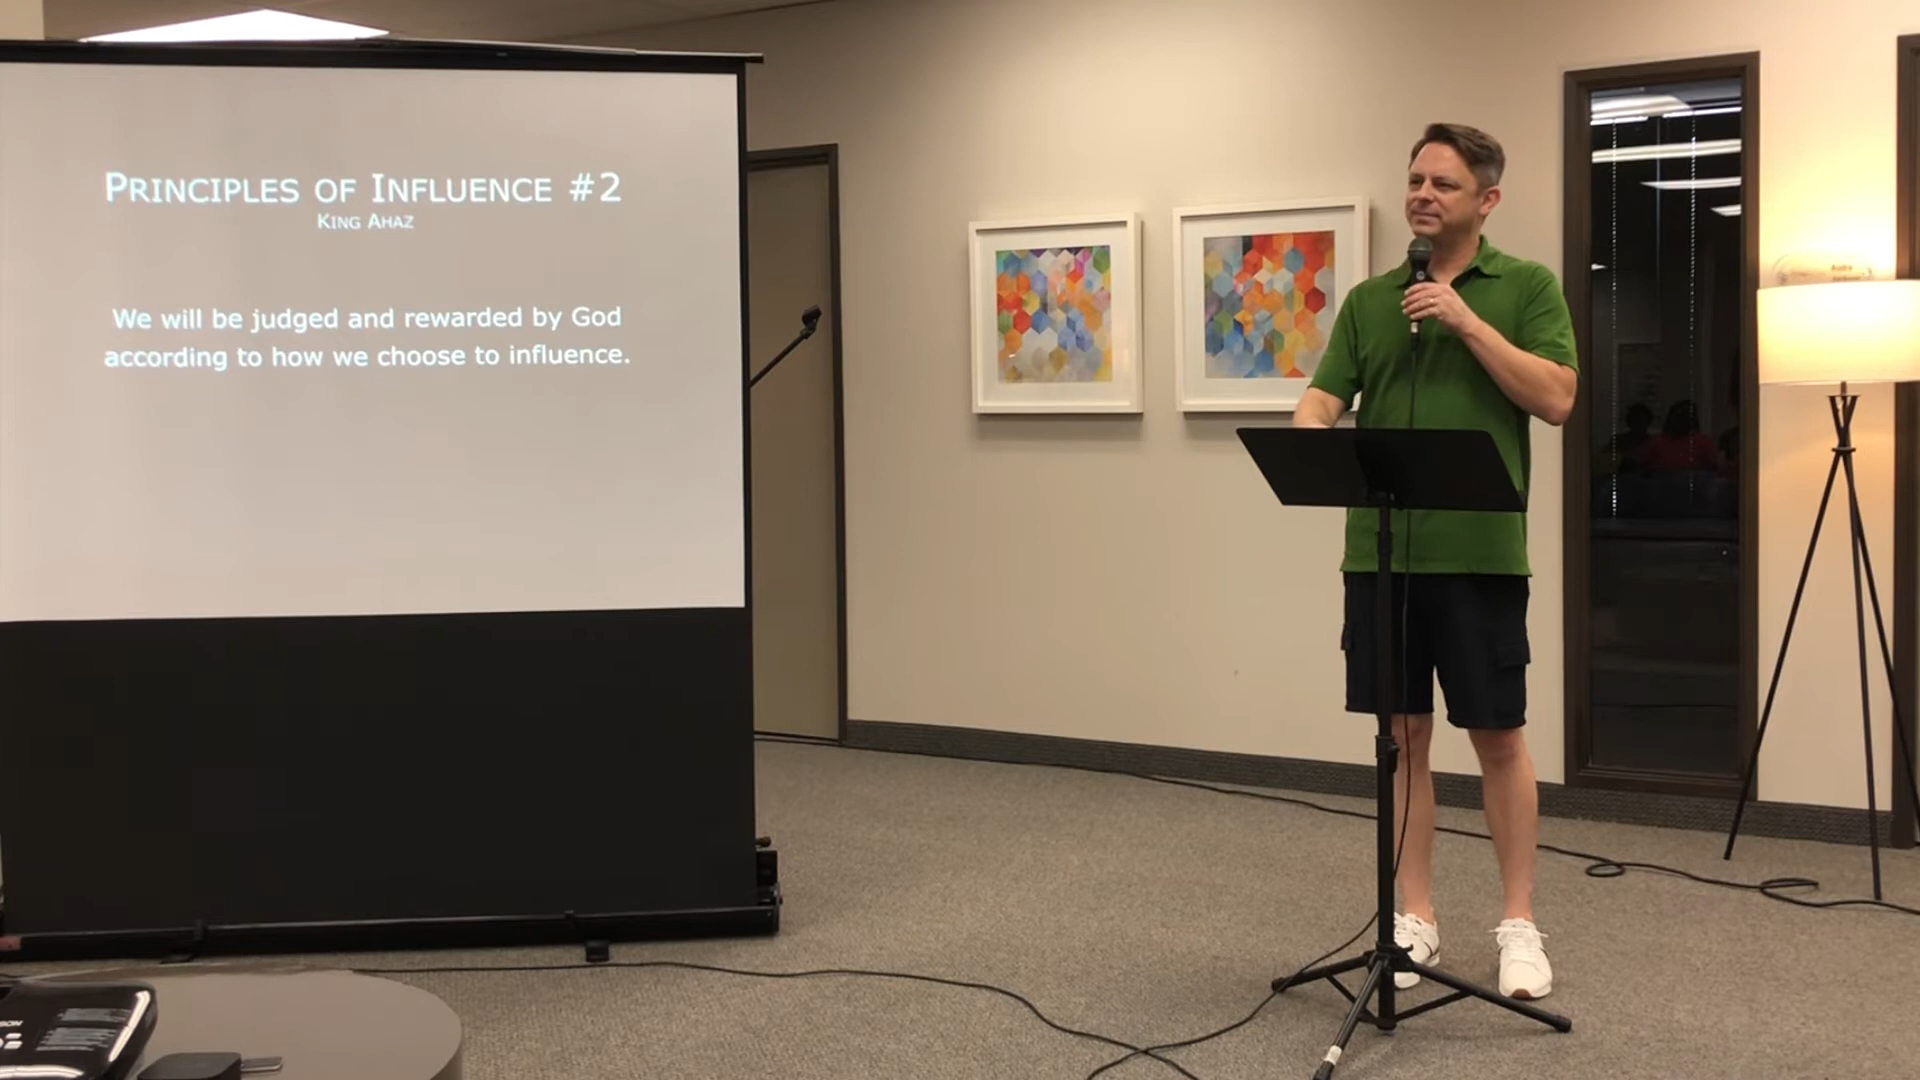 Principles of Influence #2
King Ahaz
We will be judged and rewarded by God
according to how we choose to influence.